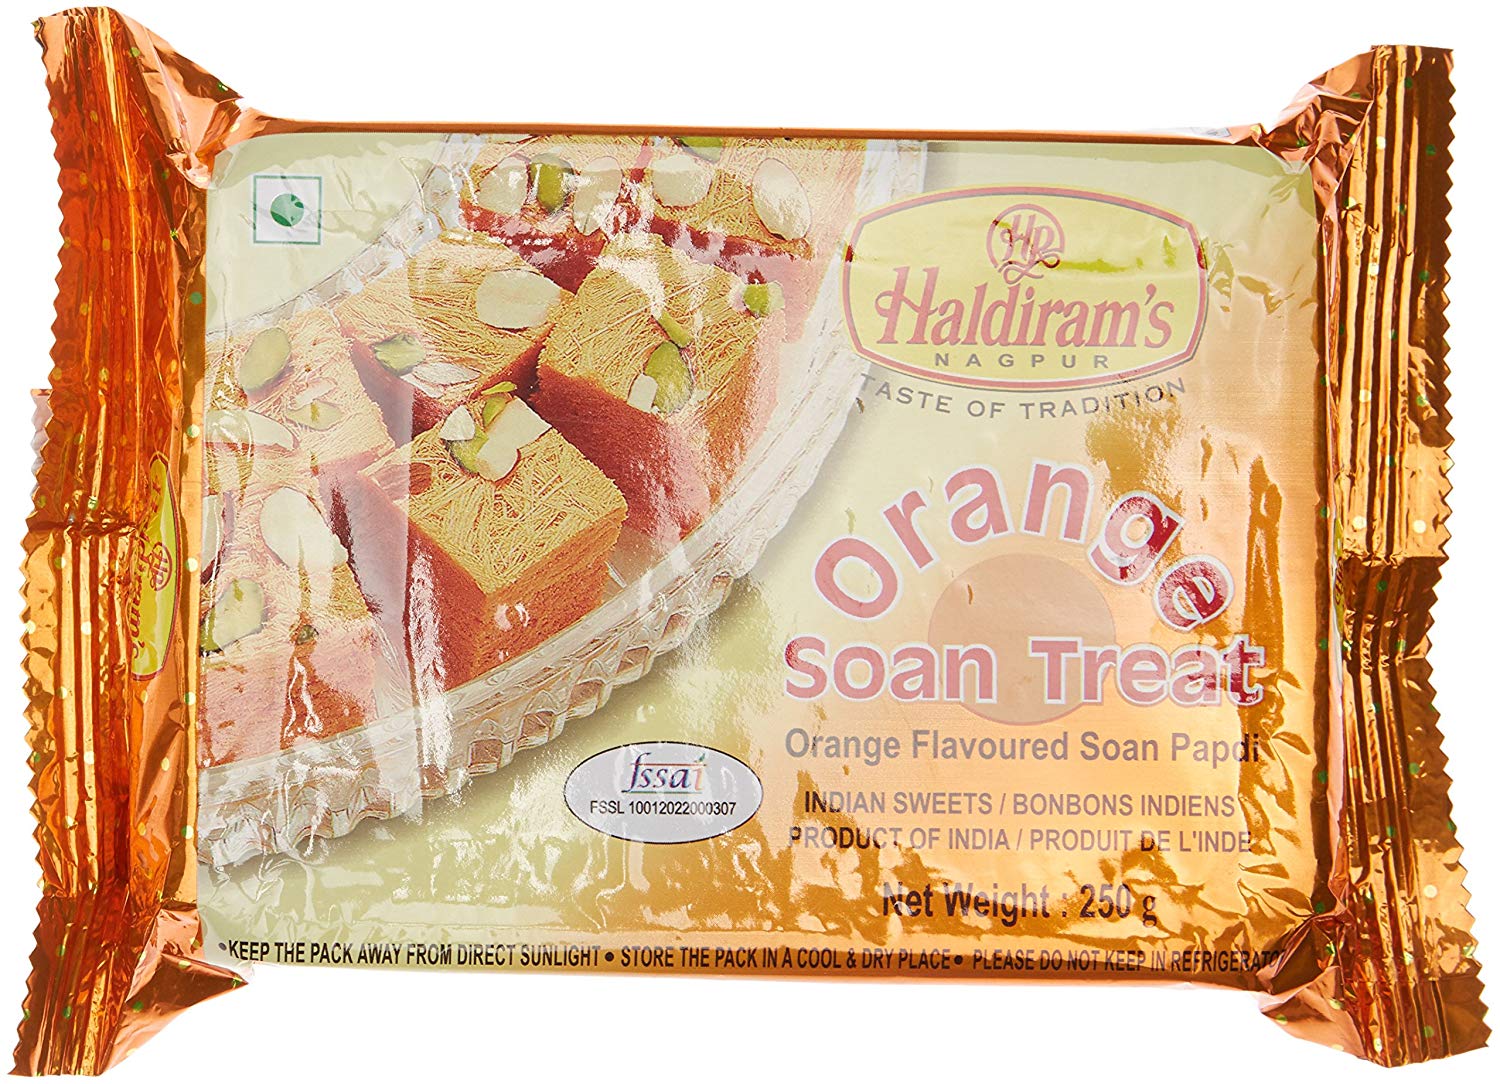 HR
Haldiram's
NAGPUR
TASTE OF TRADITION
Orange
Soan Treat
Orange Flavoured Soan Papdi
fssai
FSSL 10012022000307
INDIAN SWEETS / BONBONS INDIENS
PRODUCT OF INDIA / PRODUIT DE L'INDE
Net Weight : 250 g
•KEEP THE PACK AWAY FROM DIRECT SUNLIGHT • STORE THE PACK IN A COOL & DRY PLACE • PLEASE DO NOT KEEP IN REFRIGERATO